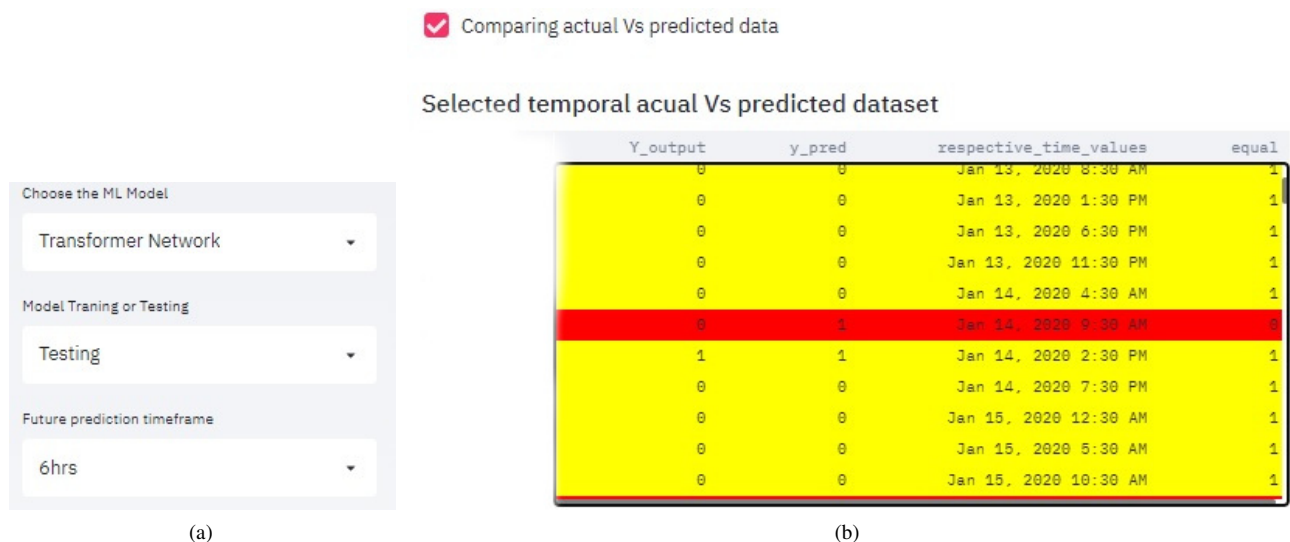 Comparing actual Vs predicted data
Selected temporal acual Vs predicted dataset
Choose the ML Model
Transformer Network
Model Traning or Testing
Testing
Future prediction timeframe
6hrs
(a)
Y_output y_pred respective_time_values equal
0 0 Jan 13, 2020 8:30 AM 1
0 0 Jan 13, 2020 1:30 PM 1
0 0 Jan 13, 2020 6:30 PM 1
0 0 Jan 13, 2020 11:30 PM 1
0 0 Jan 14, 2020 4:30 AM 1
0 1 Jan 14, 2020 9:30 AM 0
1 1 Jan 14, 2020 2:30 PM 1
0 0 Jan 14, 2020 7:30 PM 1
0 0 Jan 15, 2020 12:30 AM 1
0 0 Jan 15, 2020 5:30 AM 1
0 0 Jan 15, 2020 10:30 AM 1
(b)